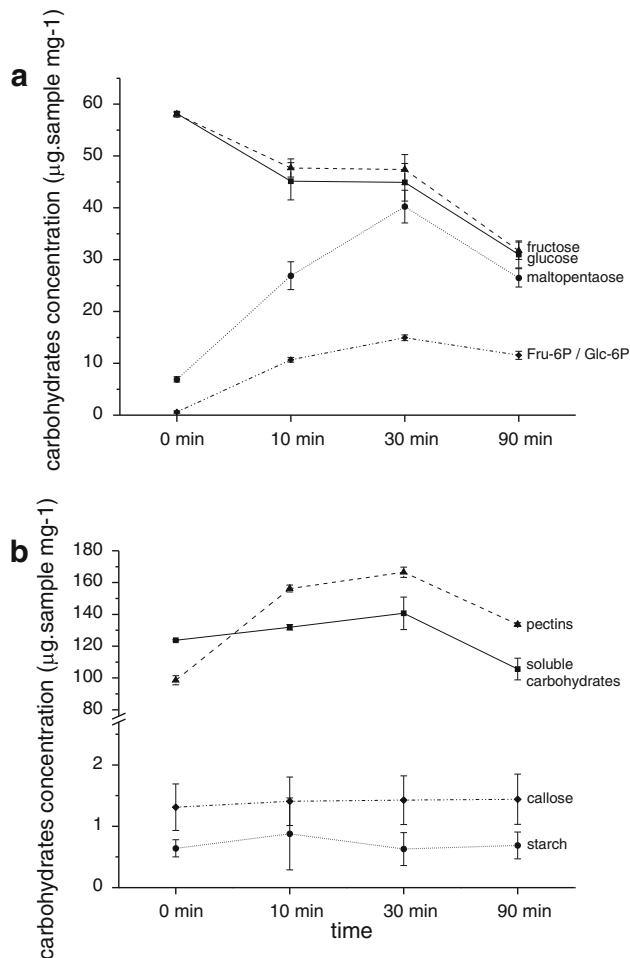 a
carbohydrates concentration (µg.sample mg-1)
60
50
40
30
20
10
0
fructose
glucose
maltopentaose
Fru-6P / Glc-6P
0 min 10 min 30 min 90 min
b
carbohydrates concentration (µg.sample mg-1)
180
160
140
120
100
80
2
1
0
pectins
soluble
carbohydrates
callose
starch
0 min 10 min 30 min 90 min
time